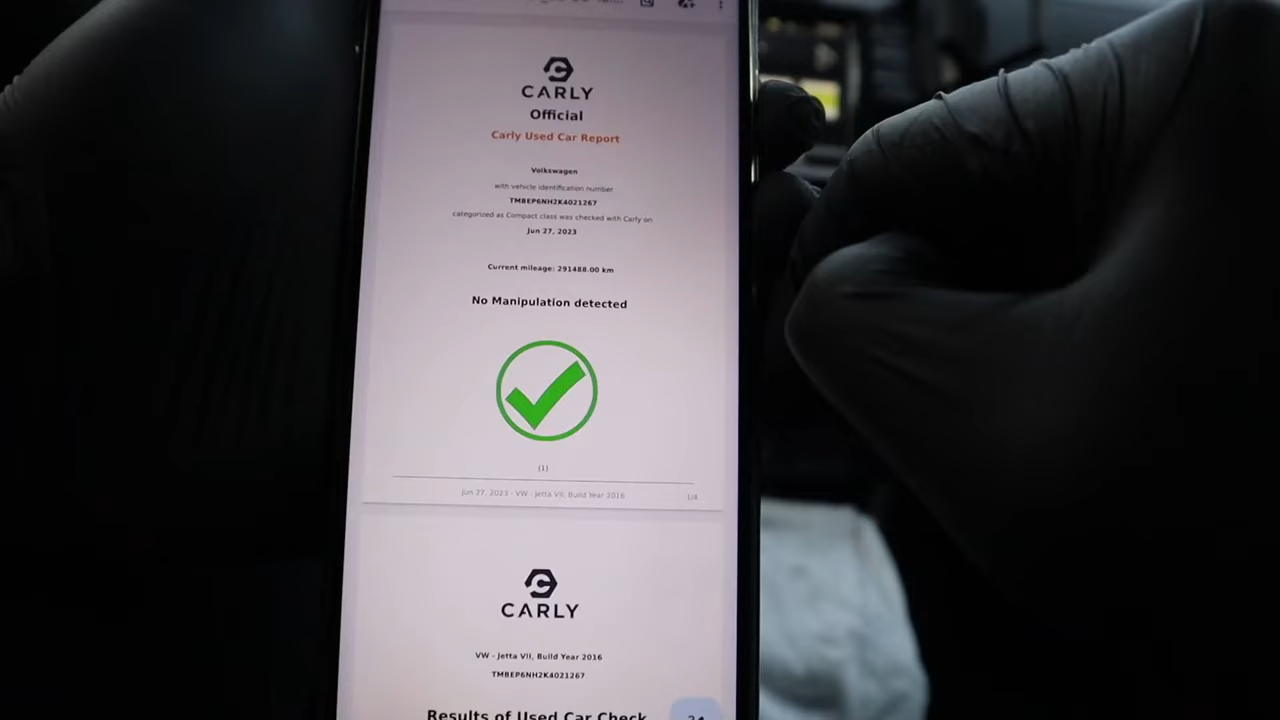 CARLY
Official
Carly Used Car Report
Volkswagen
with vehicle identification number
TMBEP6NH2K4021267
categorized as Compact class was checked with Carly on
Jun 27, 2023
Current mileage: 291488.00 km
No Manipulation detected
(1)
Jun 27, 2023 - VW - Jetta VII, Build Year 2016
1/4
CARLY
VW - Jetta VII, Build Year 2016
TMBEP6NH2K4021267
Results of Used Car Check